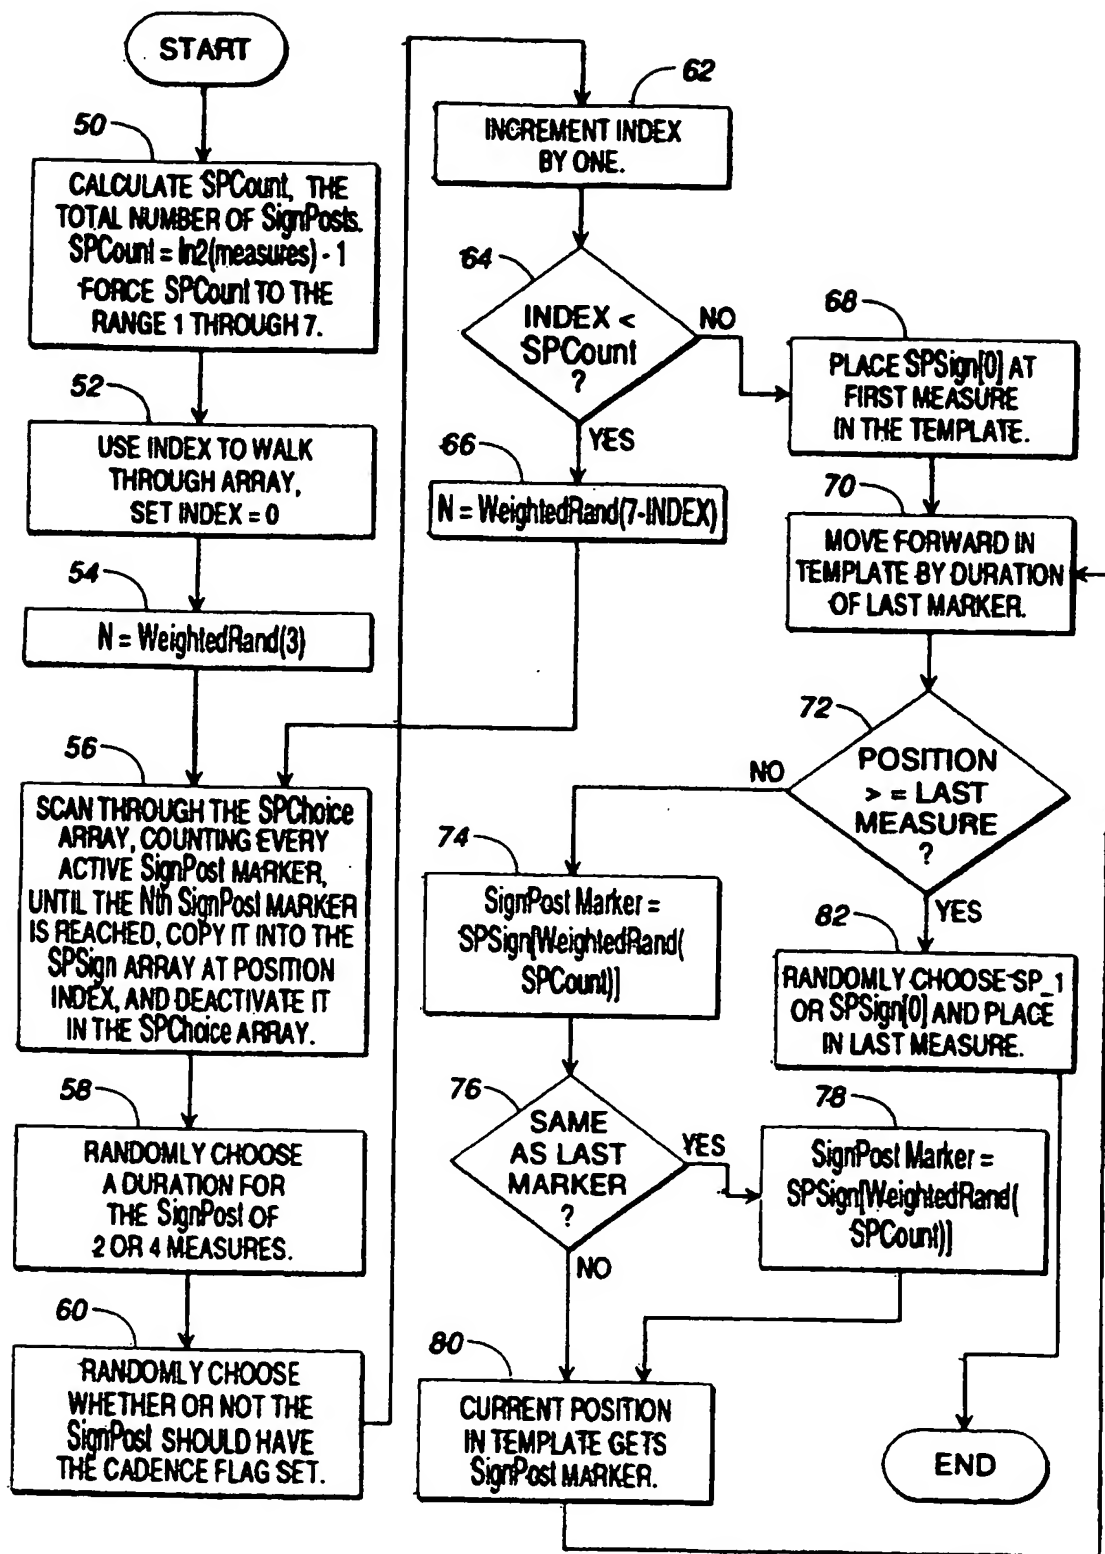 START
50
CALCULATE SPCount, THE
TOTAL NUMBER OF SignPosts.
SPCount = ln2(measures) - 1
FORCE SPCount TO THE
RANGE 1 THROUGH 7.
52
USE INDEX TO WALK
THROUGH ARRAY,
SET INDEX = 0
54
N = WeightedRand(3)
56
SCAN THROUGH THE SPChoice
ARRAY, COUNTING EVERY
ACTIVE SignPost MARKER,
UNTIL THE Nth SignPost MARKER
IS REACHED, COPY IT INTO THE
SPSign ARRAY AT POSITION
INDEX, AND DEACTIVATE IT
IN THE SPChoice ARRAY.
58
RANDOMLY CHOOSE
A DURATION FOR
THE SignPost OF
2 OR 4 MEASURES.
60
RANDOMLY CHOOSE
WHETHER OR NOT THE
SignPost SHOULD HAVE
THE CADENCE FLAG SET.
62
INCREMENT INDEX
BY ONE.
64
INDEX <
SPCount
?
NO
YES
66
N = WeightedRand(7-INDEX)
68
PLACE SPSign[0] AT
FIRST MEASURE
IN THE TEMPLATE.
70
MOVE FORWARD IN
TEMPLATE BY DURATION
OF LAST MARKER.
72
POSITION
> = LAST
MEASURE
?
NO
YES
74
SignPost Marker =
SPSign[WeightedRand(
SPCount)]
76
SAME
AS LAST
MARKER
?
YES
NO
78
SignPost Marker =
SPSign[WeightedRand(
SPCount)]
80
CURRENT POSITION
IN TEMPLATE GETS
SignPost MARKER.
82
RANDOMLY CHOOSE SP_1
OR SPSign[0] AND PLACE
IN LAST MEASURE.
END